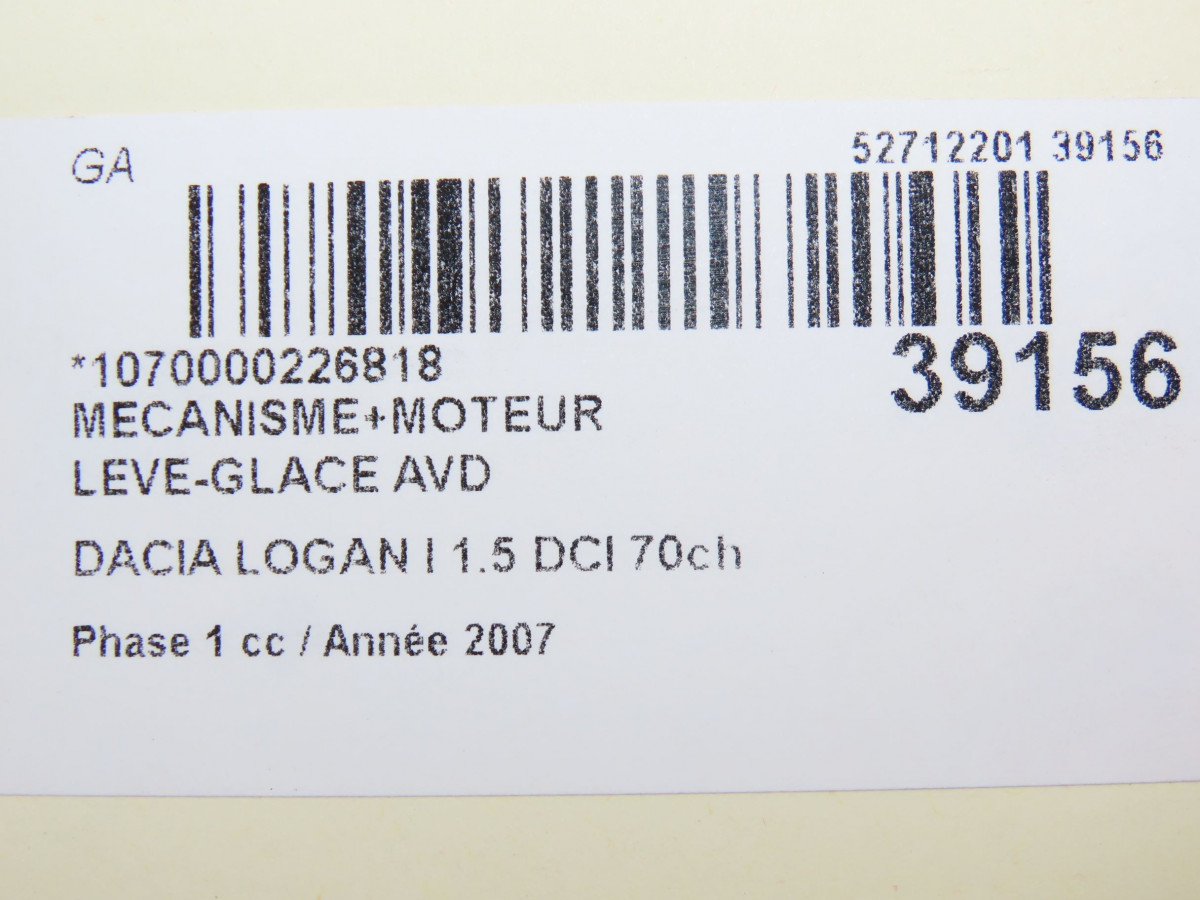 GA
52712201 39156
*1070000226818
39156
MECANISME+MOTEUR
LEVE-GLACE AVD
DACIA LOGAN I 1.5 DCI 70ch
Phase 1 cc / Année 2007